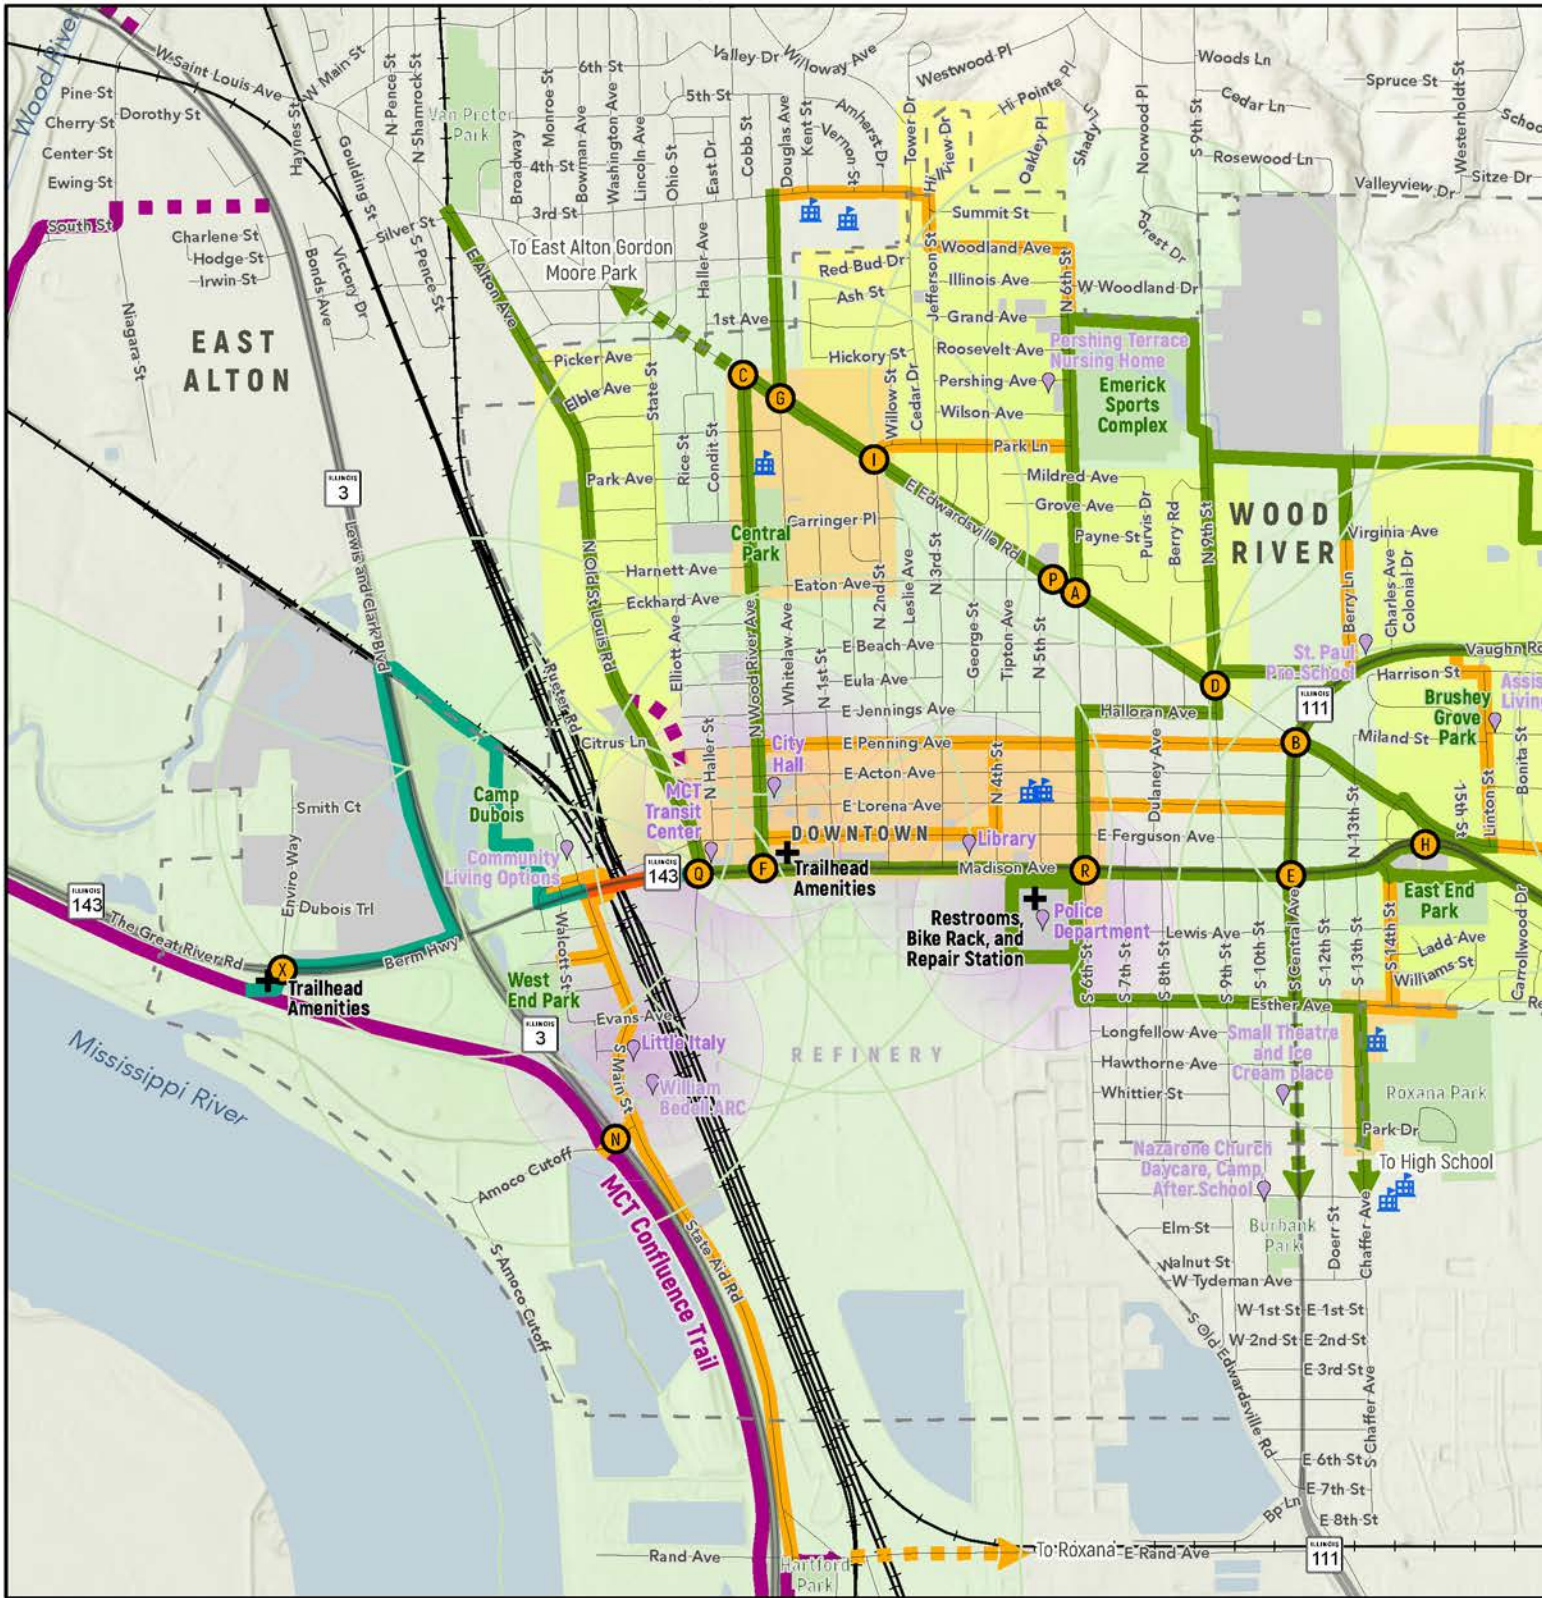 Wood River
W Saint Louis Ave
W Main St
Pine St
Dorothy St
Cherry St
Center St
Ewing St
South St
Charlene St
Hodge St
Irwin St
Niagara St
Haynes St
Goulding St
N Pence St
N Shamrock St
Van Preter
Park
Silver St
S Pence St
Victory Dr
Bonds Ave
EAST
ALTON
ILLINOIS
3
Lewis and Clark Blvd
Broadway
Monroe St
Bowman Ave
Washington Ave
Lincoln Ave
Ohio St
East Dr
Cobb St
Douglas Ave
Kent St
Vernon St
Amherst Dr
Tower Dr
6th St
5th St
4th St
3rd St
Valley Dr
Willoway Ave
Westwood Pl
Hi-Pointe Pl
Oakley Pl
Shady Ln
Norwood Pl
N 9th St
Woods Ln
Cedar Ln
Rosewood Ln
Spruce St
Westerholdt St
Schoo
Sitze Dr
Valleyview Dr
Forest Dr
Summit St
Woodland Ave
Jefferson St
Illinois Ave
Grand Ave
Roosevelt Ave
Pershing Ave
Wilson Ave
Park Ln
Mildred Ave
Grove Ave
Payne St
Purvis Dr
Berry Rd
N 9th St
N 6th St
W Woodland Dr
Pershing Terrace
Nursing Home
Emerick
Sports
Complex
To East Alton Gordon
Moore Park
Haller Ave
1st Ave
Red Bud Dr
Ash St
Hickory St
Willow St
Cedar Dr
E Alton Ave
Picker Ave
Elble Ave
State St
Rice St
Condit St
Park Ave
Central
Park
Carringer Pl
Eaton Ave
Harnett Ave
Eckhard Ave
N Old St Louis Rd
Elliott Ave
N Wood River Ave
Whitelaw Ave
N 1st St
N 2nd St
Leslie Ave
N 3rd St
George St
Tipton Ave
N 5th St
E Edwardsville Rd
C
G
I
P
A
D
WOOD
RIVER
Virginia Ave
Berry Ln
Charles Ave
Colonial Dr
Vaughn Rd
St. Paul
Pre-School
ILLINOIS
111
Harrison St
Brushey
Grove
Park
Assis
Living
Miland St
Linton St
Bonita St
15th St
N 13th St
E Beach Ave
Eula Ave
E Jennings Ave
E Penning Ave
E Acton Ave
E Lorena Ave
Halloran Ave
Dulaney Ave
E Ferguson Ave
N 4th St
B
H
Rueter Rd
Citrus Ln
N Haller St
City
Hall
MCT
Transit
Center
DOWNTOWN
Library
Madison Ave
Trailhead
Amenities
Q
F
R
E
ILLINOIS
143
Camp
Dubois
Community
Living Options
Smith Ct
Enviro Way
Dubois Trl
Walcott St
Berm Hwy
ILLINOIS
143
The Great River Rd
X
Trailhead
Amenities
Restrooms,
Bike Rack, and
Repair Station
Police
Department
Lewis Ave
S 6th St
S 7th St
S 8th St
S 9th St
S 10th St
S Central Ave
S 12th St
S 13th St
S 14th St
East End
Park
Ladd Ave
Williams St
Carrollwood Dr
Esther Ave
Re
West
End Park
Evans Ave
ILLINOIS
3
S Main St
Little Italy
William
Bedell ARC
REFINERY
Longfellow Ave
Hawthorne Ave
Whittier St
Small Theatre
and Ice
Cream place
Roxana Park
Park Dr
To High School
Mississippi River
N
Amoco Cutoff
S Amoco Cutoff
MCT Confluence Trail
State Aid Rd
Nazarene Church
Daycare, Camp,
After School
Elm St
Burbank
Park
Doerr St
Chaffer Ave
Walnut St
W Tydeman Ave
W 1st St
E 1st St
W 2nd St
E 2nd St
E 3rd St
S Old Edwardsville Rd
S Chaffer Ave
E 6th St
E 7th St
Bp Ln
E 8th St
Rand Ave
Hartford
Park
To Roxana
E Rand Ave
ILLINOIS
111